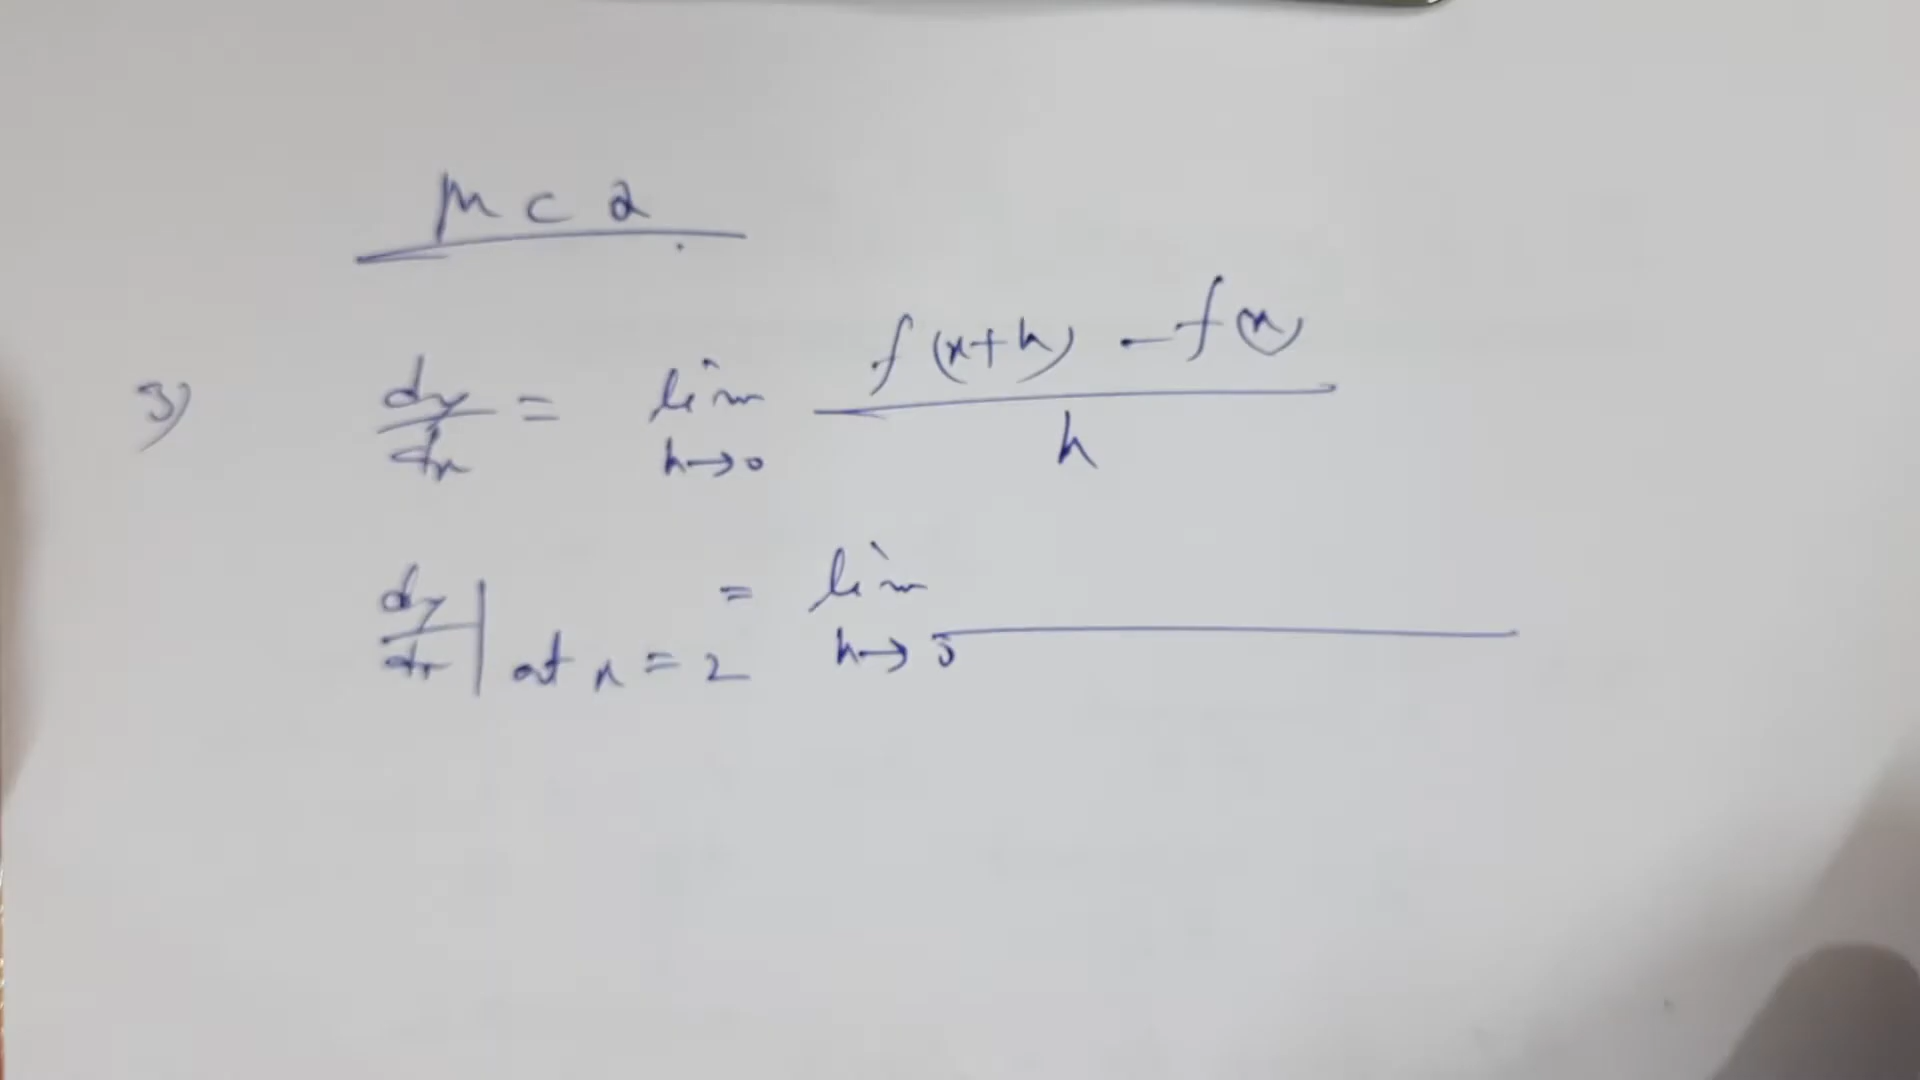 MCQ
3) dy/dx = lim h→0 f(x+h) - f(x) / h
dy/dx | at x = 2 = lim h→0